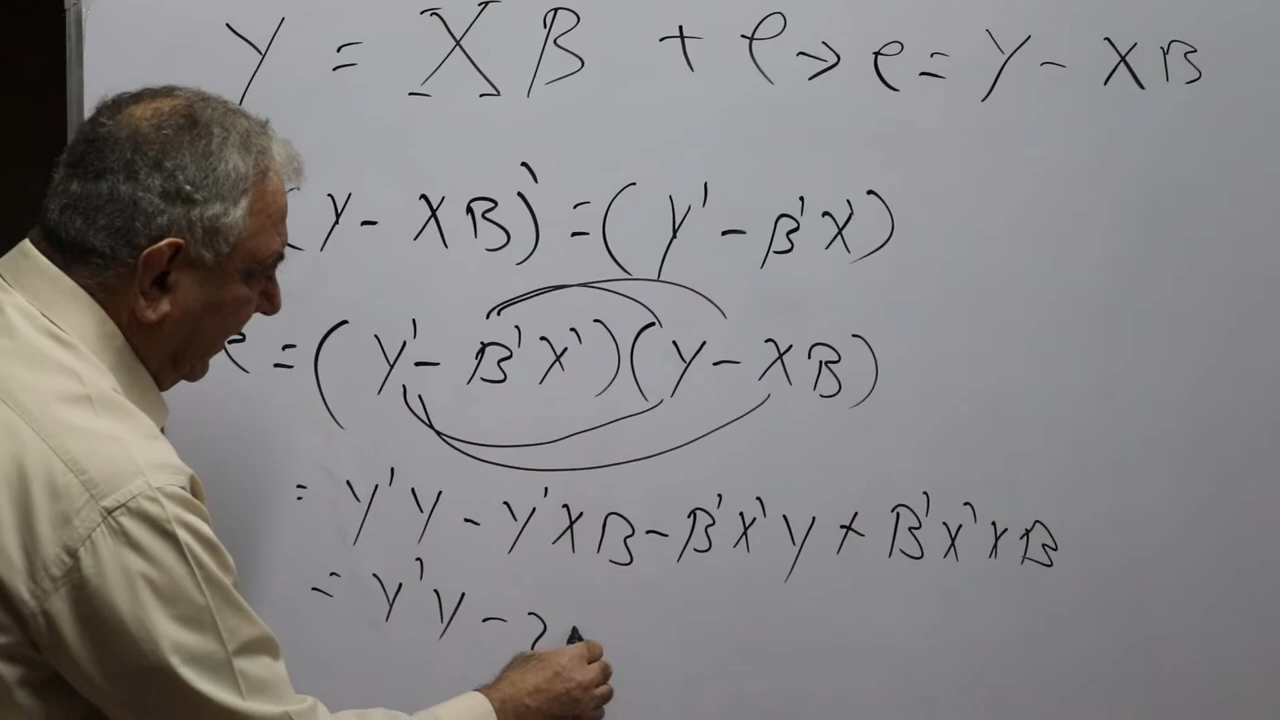 Y = XB + e → e = Y - XB
(Y - XB)' = (Y' - B'X')
e = (Y' - B'X')(Y - XB)
= Y'Y - Y'XB - B'X'Y + B'X'XB
= Y'Y - 2